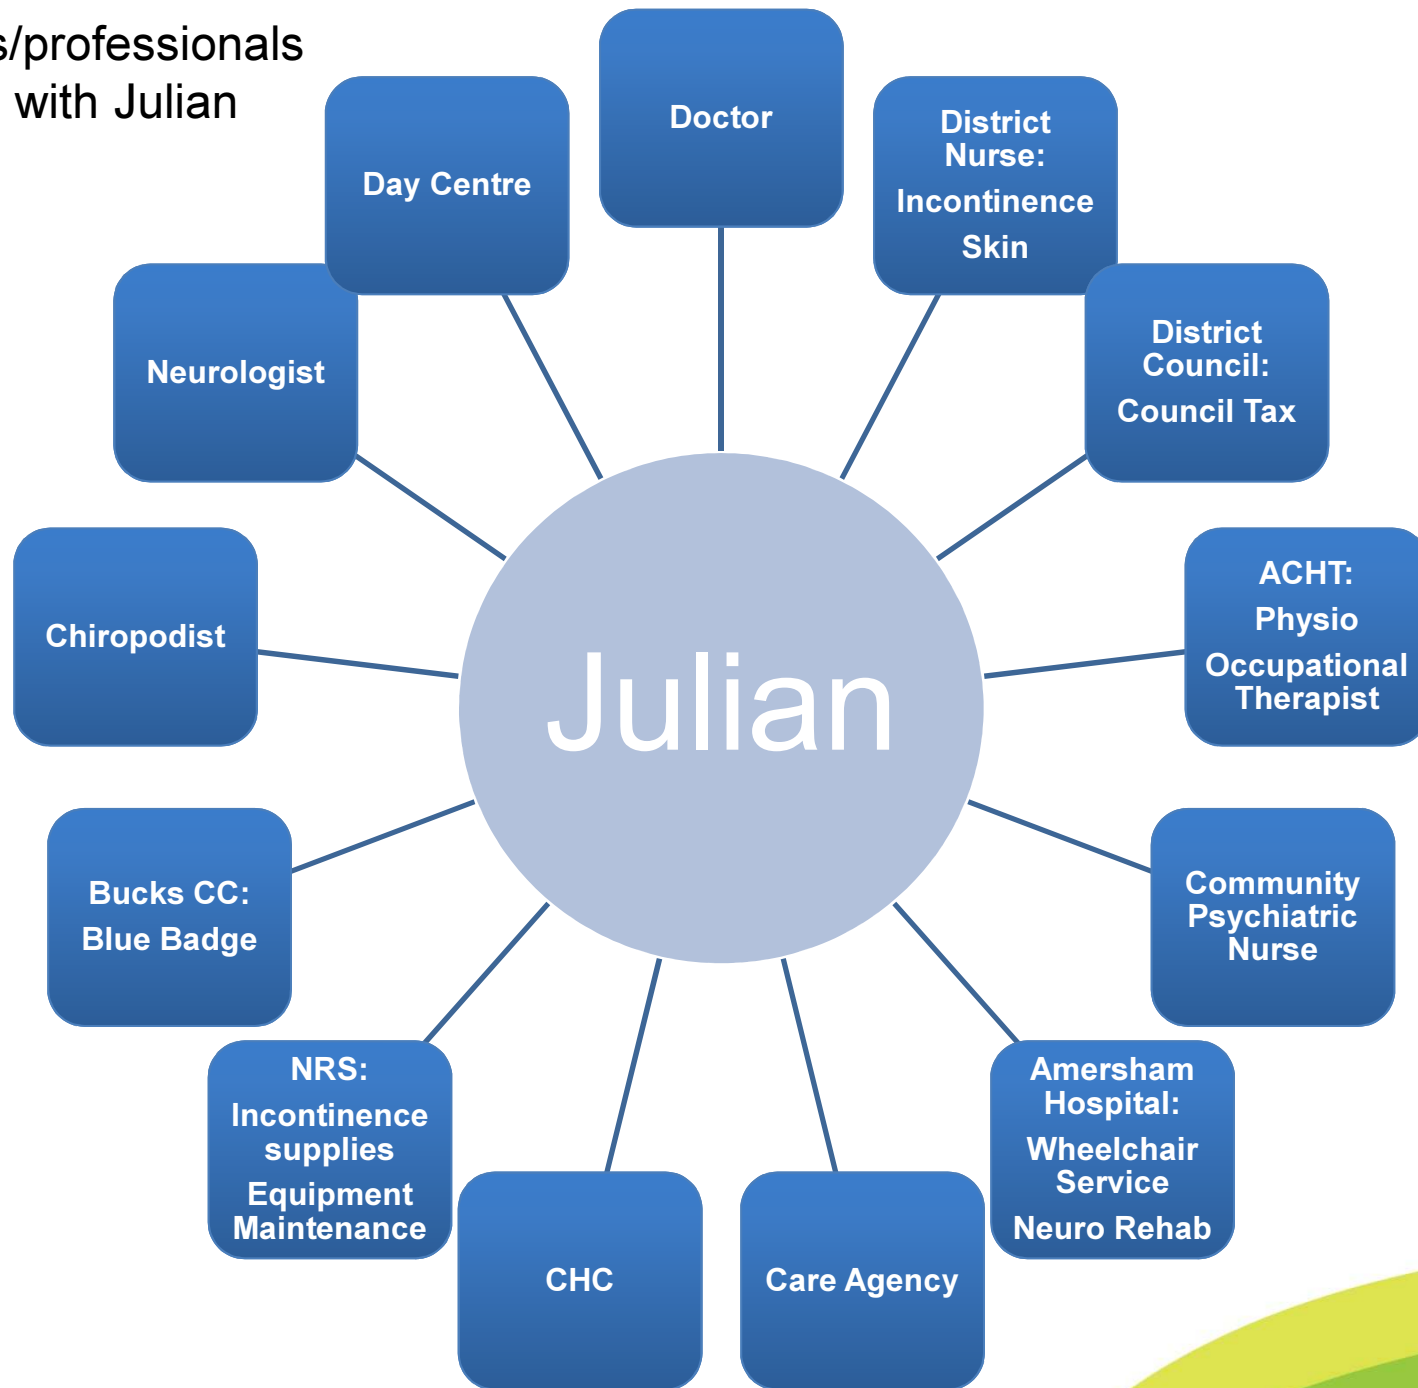 s/professionals
with Julian
Doctor
District
Nurse:
Incontinence
Skin
District
Council:
Council Tax
ACHT:
Physio
Occupational
Therapist
Community
Psychiatric
Nurse
Amersham
Hospital:
Wheelchair
Service
Neuro Rehab
Care Agency
CHC
NRS:
Incontinence
supplies
Equipment
Maintenance
Bucks CC:
Blue Badge
Chiropodist
Neurologist
Day Centre
Julian